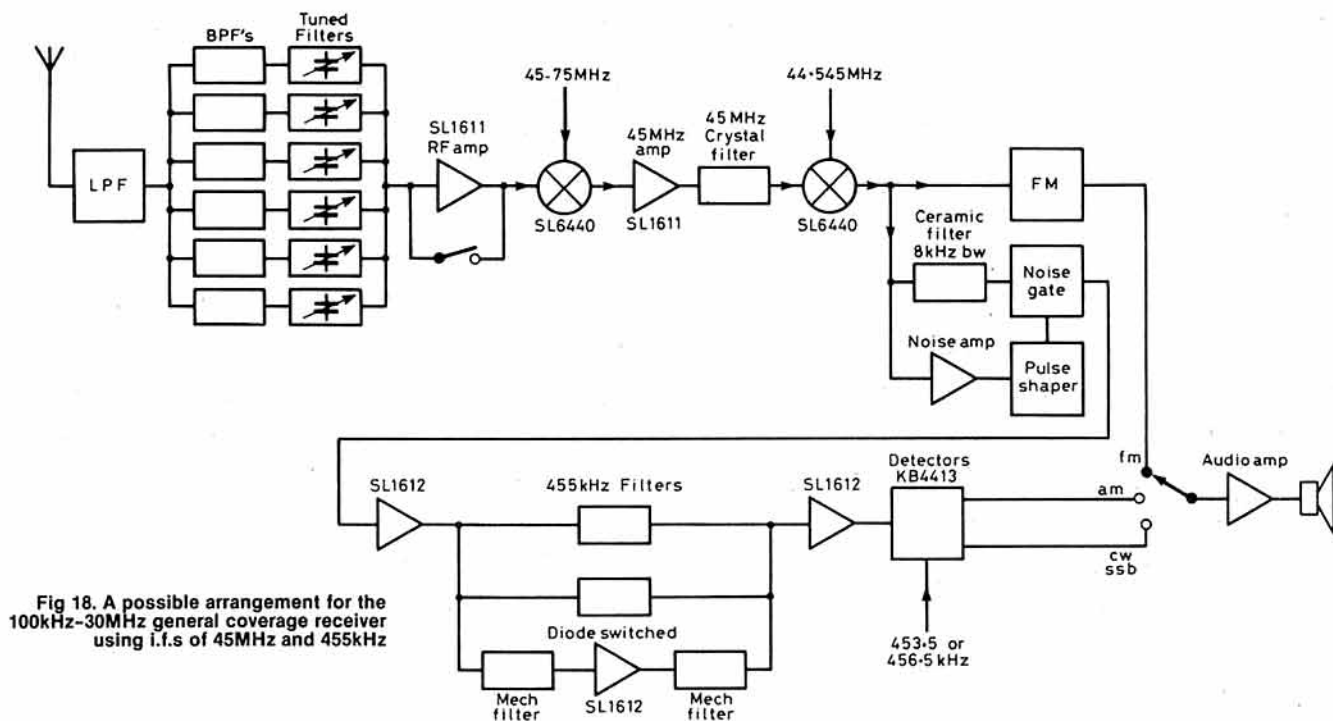 BPF's
Tuned
Filters
LPF
SL1611
RF amp
45-75MHz
SL6440
45MHz
amp
SL1611
45MHz
Crystal
filter
44·545MHz
SL6440
FM
Ceramic
filter
8kHz bw
Noise
gate
Noise amp
Pulse
shaper
SL1612
455kHz Filters
Diode switched
Mech
filter
SL1612
Mech
filter
SL1612
Detectors
KB4413
453·5 or
456·5 kHz
fm
am
cw
ssb
Audio amp
Fig 18. A possible arrangement for the
100kHz-30MHz general coverage receiver
using i.f.s of 45MHz and 455kHz